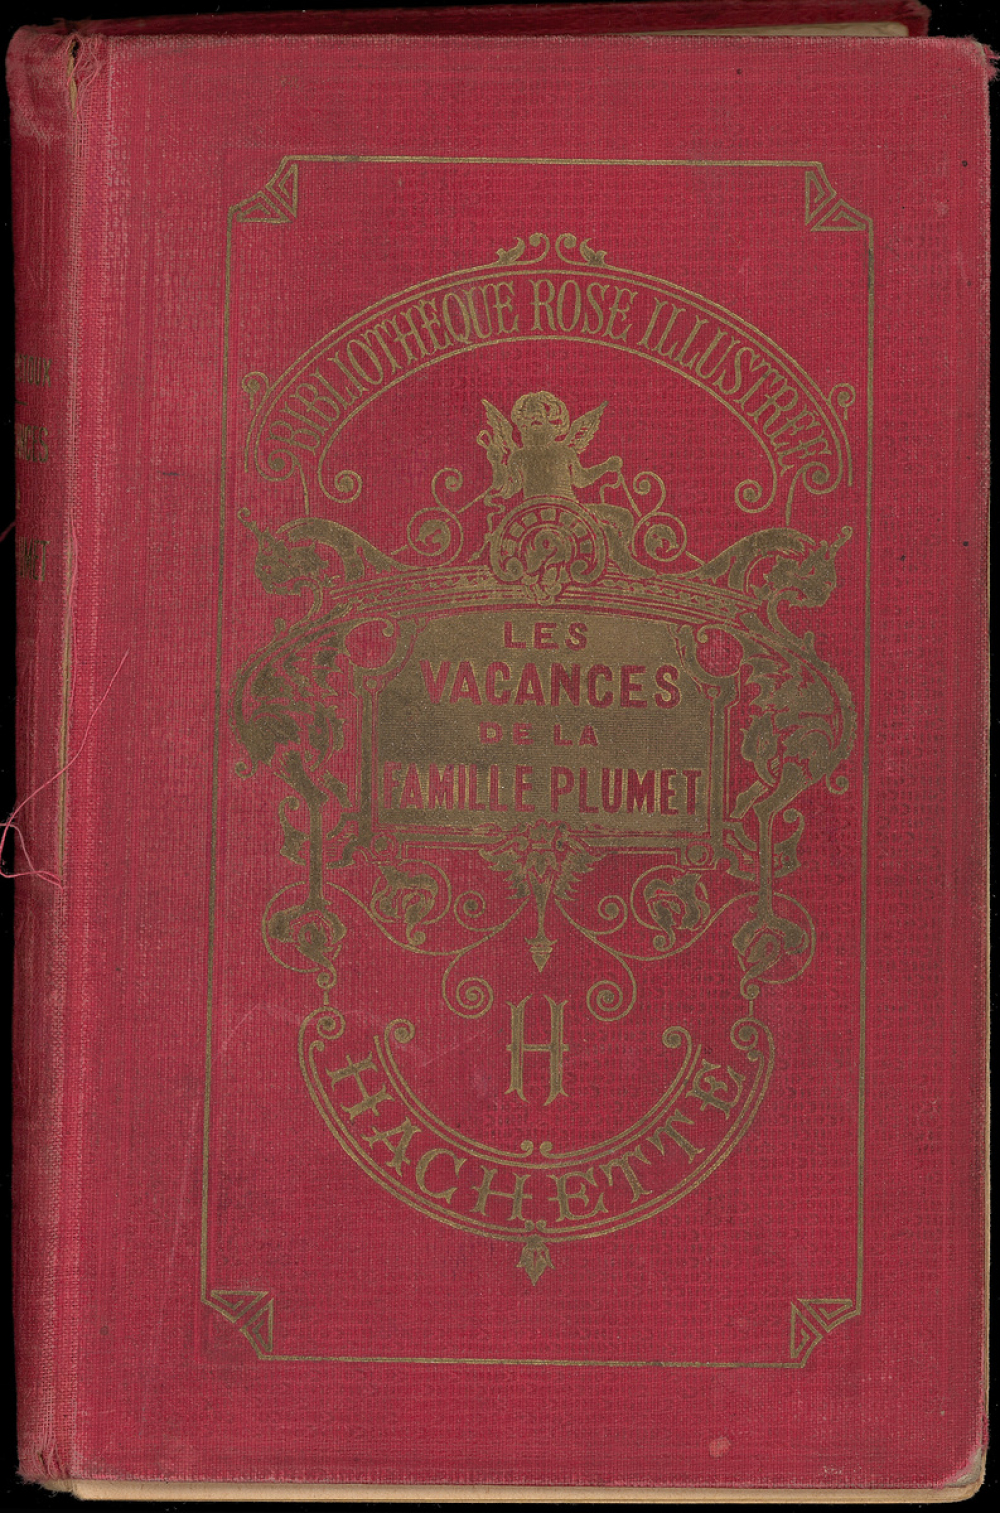 BIBLIOTHÈQUE ROSE ILLUSTRÉE
LES
VACANCES
DE LA
FAMILLE PLUMET
H
HACHETTE